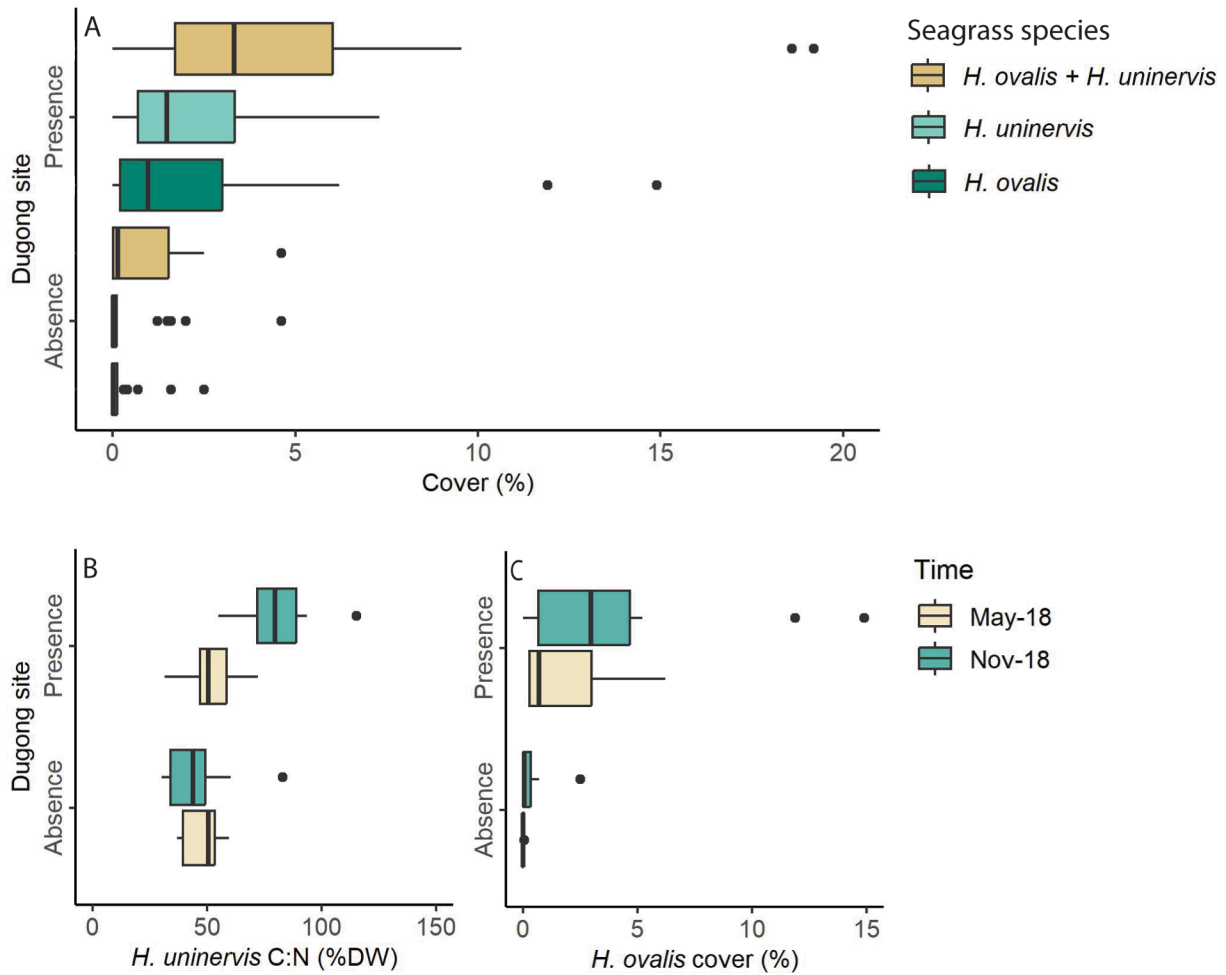 A
Dugong site
Presence
Absence
0 5 10 15 20
Cover (%)
Seagrass species
H. ovalis + H. uninervis
H. uninervis
H. ovalis
B
Dugong site
Presence
Absence
0 50 100 150
H. uninervis C:N (%DW)
C
Presence
Absence
0 5 10 15
H. ovalis cover (%)
Time
May-18
Nov-18